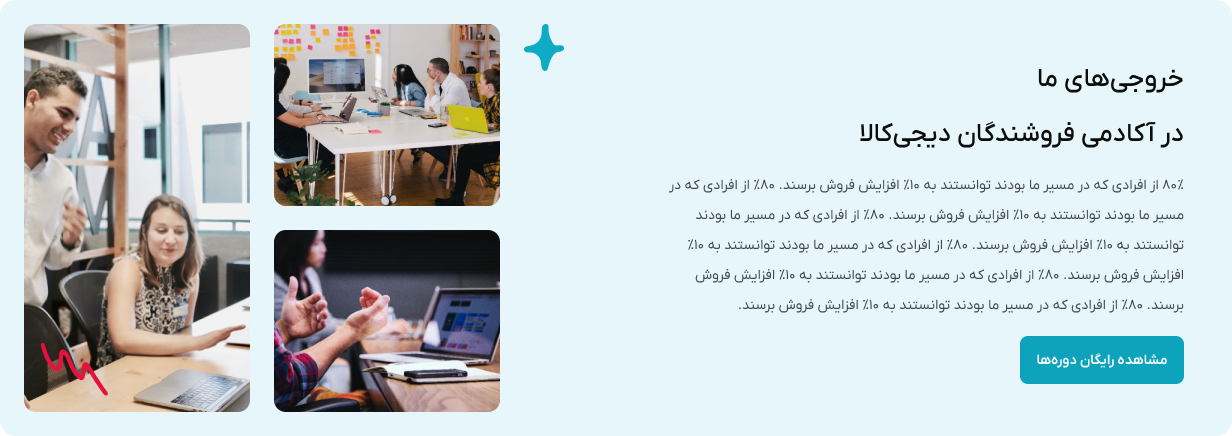 خروجی‌های ما
در آکادمی فروشندگان دیجی‌کالا
۸۰٪ از افرادی که در مسیر ما بودند توانستند به ۱۰٪ افزایش فروش برسند. ۸۰٪ از افرادی که در
مسیر ما بودند توانستند به ۱۰٪ افزایش فروش برسند. ۸۰٪ از افرادی که در مسیر ما بودند
توانستند به ۱۰٪ افزایش فروش برسند. ۸۰٪ از افرادی که در مسیر ما بودند توانستند به ۱۰٪
افزایش فروش برسند. ۸۰٪ از افرادی که در مسیر ما بودند توانستند به ۱۰٪ افزایش فروش
برسند. ۸۰٪ از افرادی که در مسیر ما بودند توانستند به ۱۰٪ افزایش فروش برسند.
مشاهده رایگان دوره‌ها